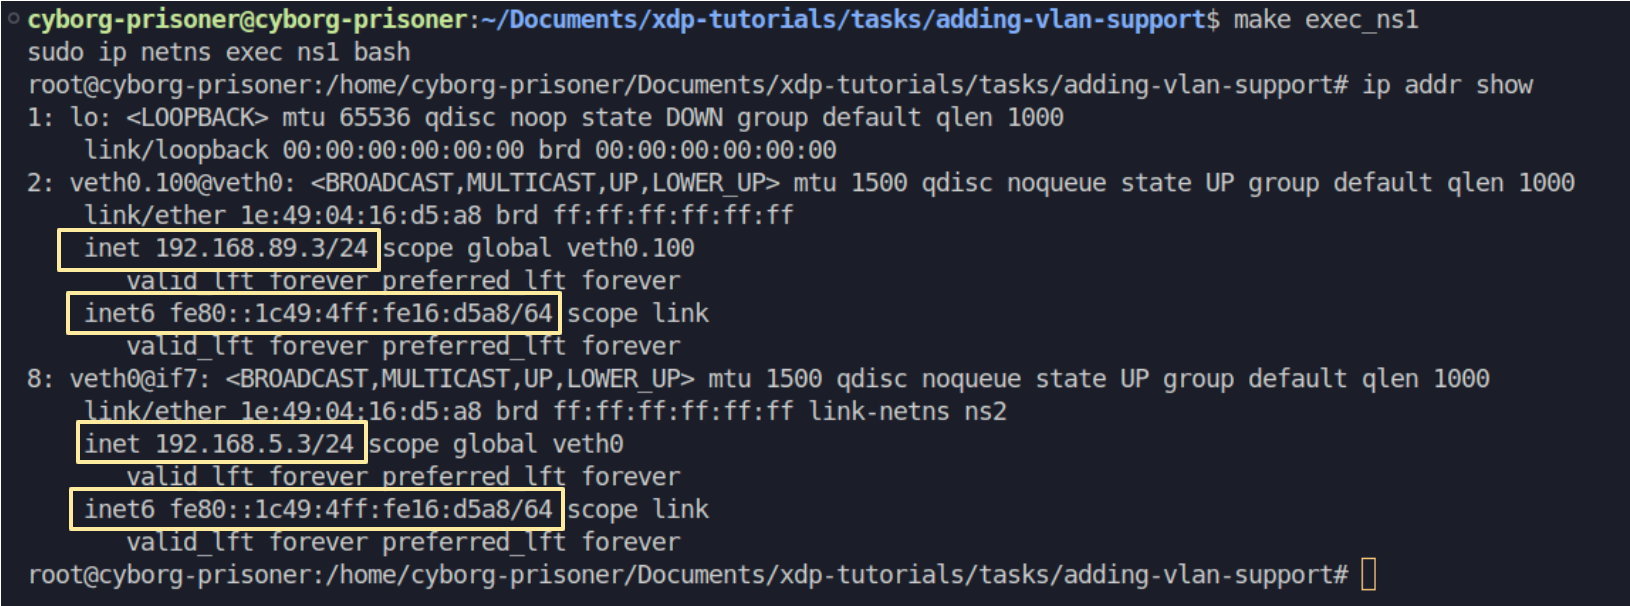 cyborg-prisoner@cyborg-prisoner:~/Documents/xdp-tutorials/tasks/adding-vlan-support$ make exec_ns1
sudo ip netns exec ns1 bash
root@cyborg-prisoner:/home/cyborg-prisoner/Documents/xdp-tutorials/tasks/adding-vlan-support# ip addr show
1: lo: <LOOPBACK> mtu 65536 qdisc noop state DOWN group default qlen 1000
    link/loopback 00:00:00:00:00:00 brd 00:00:00:00:00:00
2: veth0.100@veth0: <BROADCAST,MULTICAST,UP,LOWER_UP> mtu 1500 qdisc noqueue state UP group default qlen 1000
    link/ether 1e:49:04:16:d5:a8 brd ff:ff:ff:ff:ff:ff
    inet 192.168.89.3/24 scope global veth0.100
       valid_lft forever preferred_lft forever
    inet6 fe80::1c49:4ff:fe16:d5a8/64 scope link
       valid_lft forever preferred_lft forever
8: veth0@if7: <BROADCAST,MULTICAST,UP,LOWER_UP> mtu 1500 qdisc noqueue state UP group default qlen 1000
    link/ether 1e:49:04:16:d5:a8 brd ff:ff:ff:ff:ff:ff link-netns ns2
    inet 192.168.5.3/24 scope global veth0
       valid_lft forever preferred_lft forever
    inet6 fe80::1c49:4ff:fe16:d5a8/64 scope link
       valid_lft forever preferred_lft forever
root@cyborg-prisoner:/home/cyborg-prisoner/Documents/xdp-tutorials/tasks/adding-vlan-support#